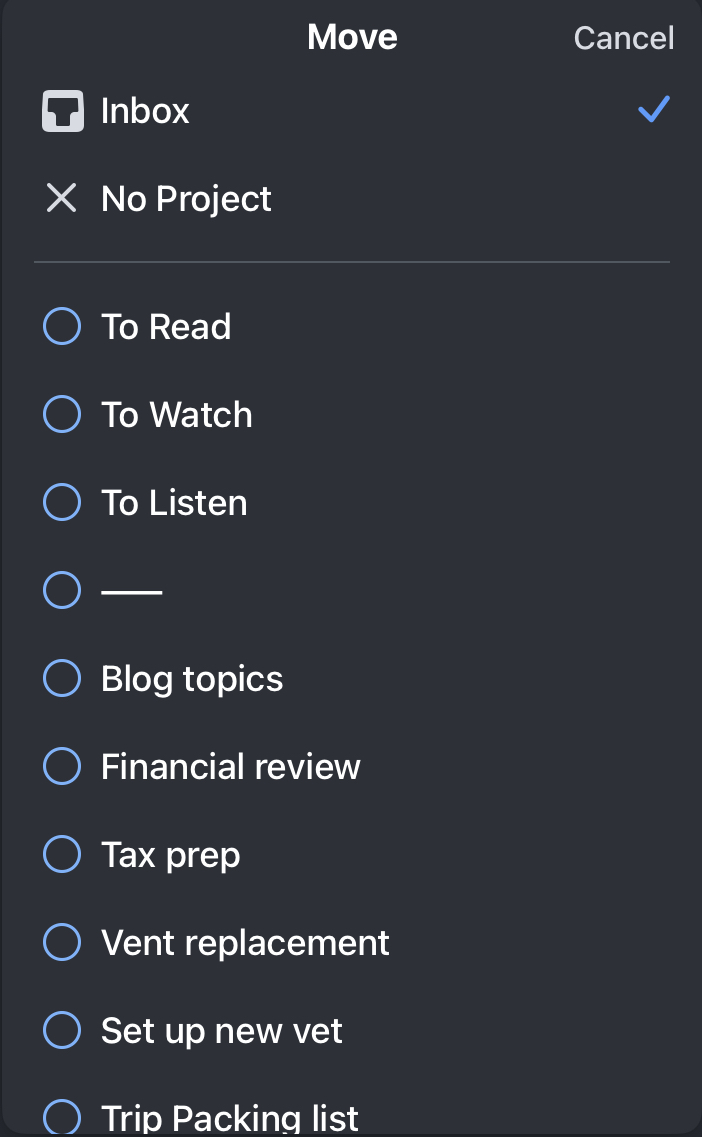 Move
Cancel
Inbox
No Project
To Read
To Watch
To Listen
——
Blog topics
Financial review
Tax prep
Vent replacement
Set up new vet
Trip Packing list